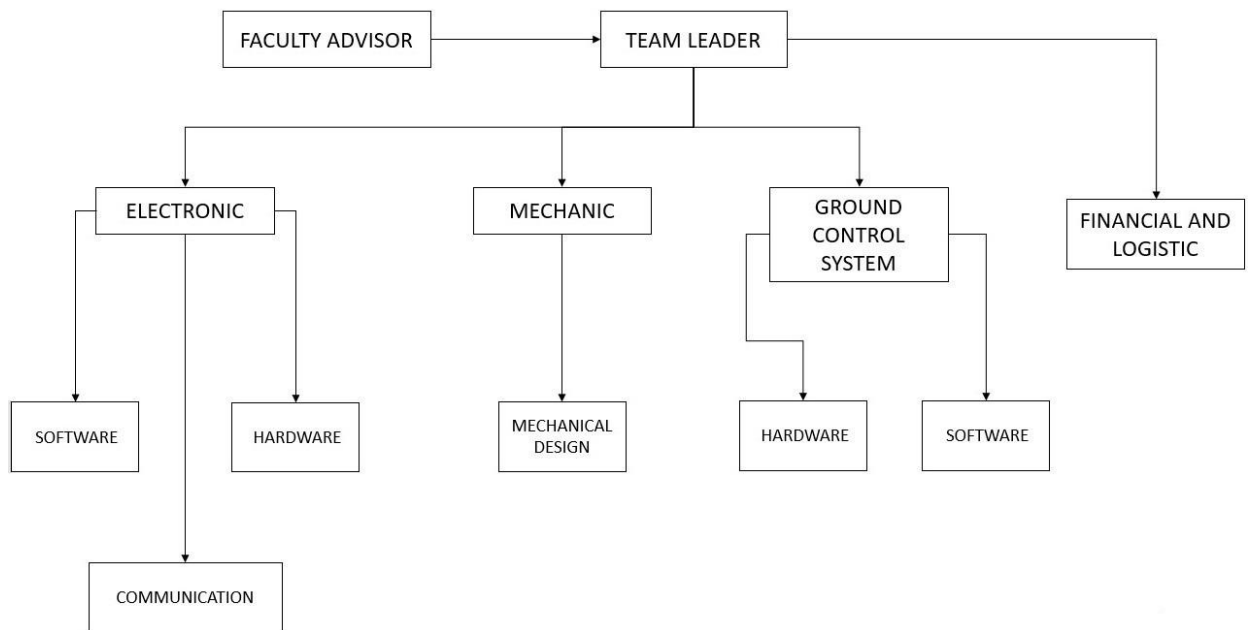 FACULTY ADVISOR
TEAM LEADER
ELECTRONIC
MECHANIC
GROUND
CONTROL
SYSTEM
FINANCIAL AND
LOGISTIC
SOFTWARE
HARDWARE
MECHANICAL
DESIGN
HARDWARE
SOFTWARE
COMMUNICATION